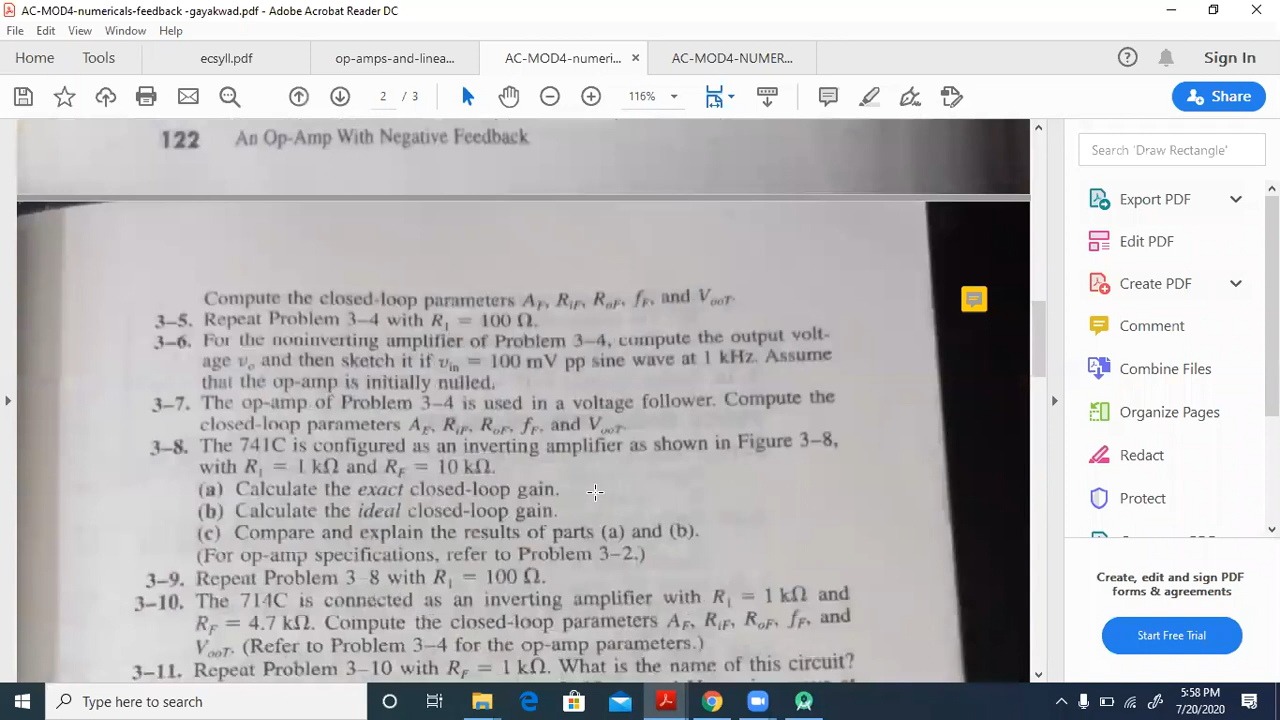 AC-MOD4-numericals-feedback -gayakwad.pdf - Adobe Acrobat Reader DC
File Edit View Window Help
Home Tools ecsyll.pdf op-amps-and-linea... AC-MOD4-numeri... × AC-MOD4-NUMER...
Sign In
2 / 3 116% Share
122 An Op-Amp With Negative Feedback
Compute the closed-loop parameters A_F, R_iF, R_oF, f_F, and V_ooT.
3–5. Repeat Problem 3–4 with R₁ = 100 Ω.
3–6. For the noninverting amplifier of Problem 3–4, compute the output volt-
age v_o and then sketch it if v_in = 100 mV pp sine wave at 1 kHz. Assume
that the op-amp is initially nulled.
3–7. The op-amp of Problem 3–4 is used in a voltage follower. Compute the
closed-loop parameters A_F, R_iF, R_oF, f_F, and V_ooT.
3–8. The 741C is configured as an inverting amplifier as shown in Figure 3–8,
with R₁ = 1 kΩ and R_F = 10 kΩ.
(a) Calculate the exact closed-loop gain.
(b) Calculate the ideal closed-loop gain.
(c) Compare and explain the results of parts (a) and (b).
(For op-amp specifications, refer to Problem 3–2.)
3–9. Repeat Problem 3–8 with R₁ = 100 Ω.
3–10. The 714C is connected as an inverting amplifier with R₁ = 1 kΩ and
R_F = 4.7 kΩ. Compute the closed-loop parameters A_F, R_iF, R_oF, f_F, and
V_ooT. (Refer to Problem 3–4 for the op-amp parameters.)
3–11. Repeat Problem 3–10 with R_F = 1 kΩ. What is the name of this circuit?
Search 'Draw Rectangle'
Export PDF
Edit PDF
Create PDF
Comment
Combine Files
Organize Pages
Redact
Protect
Create, edit and sign PDF
forms & agreements
Start Free Trial
Type here to search
5:58 PM
7/20/2020